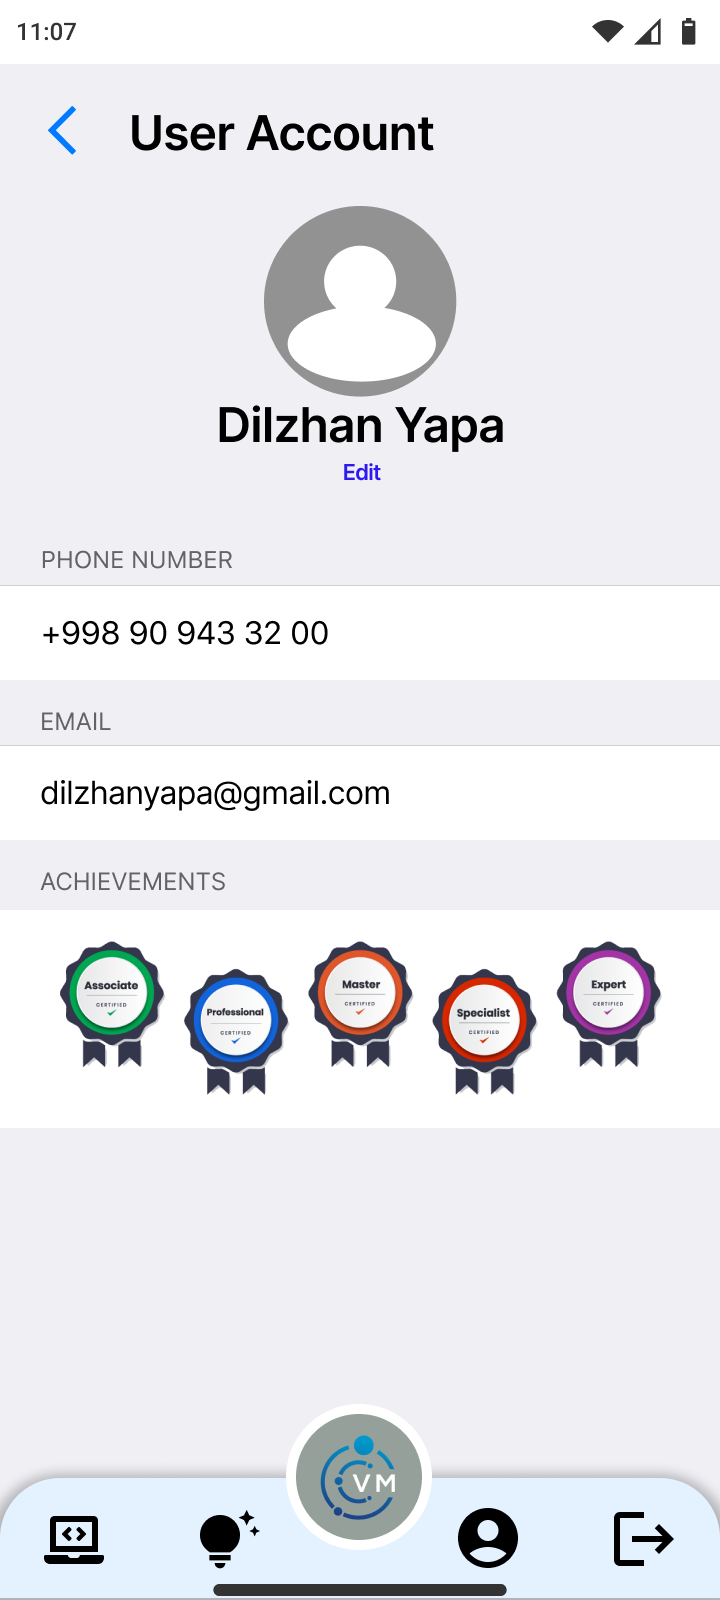 11:07
User Account
Dilzhan Yapa
Edit
PHONE NUMBER
+998 90 943 32 00
EMAIL
dilzhanyapa@gmail.com
ACHIEVEMENTS
Associate
CERTIFIED
Professional
CERTIFIED
Master
CERTIFIED
Specialist
CERTIFIED
Expert
CERTIFIED
VM